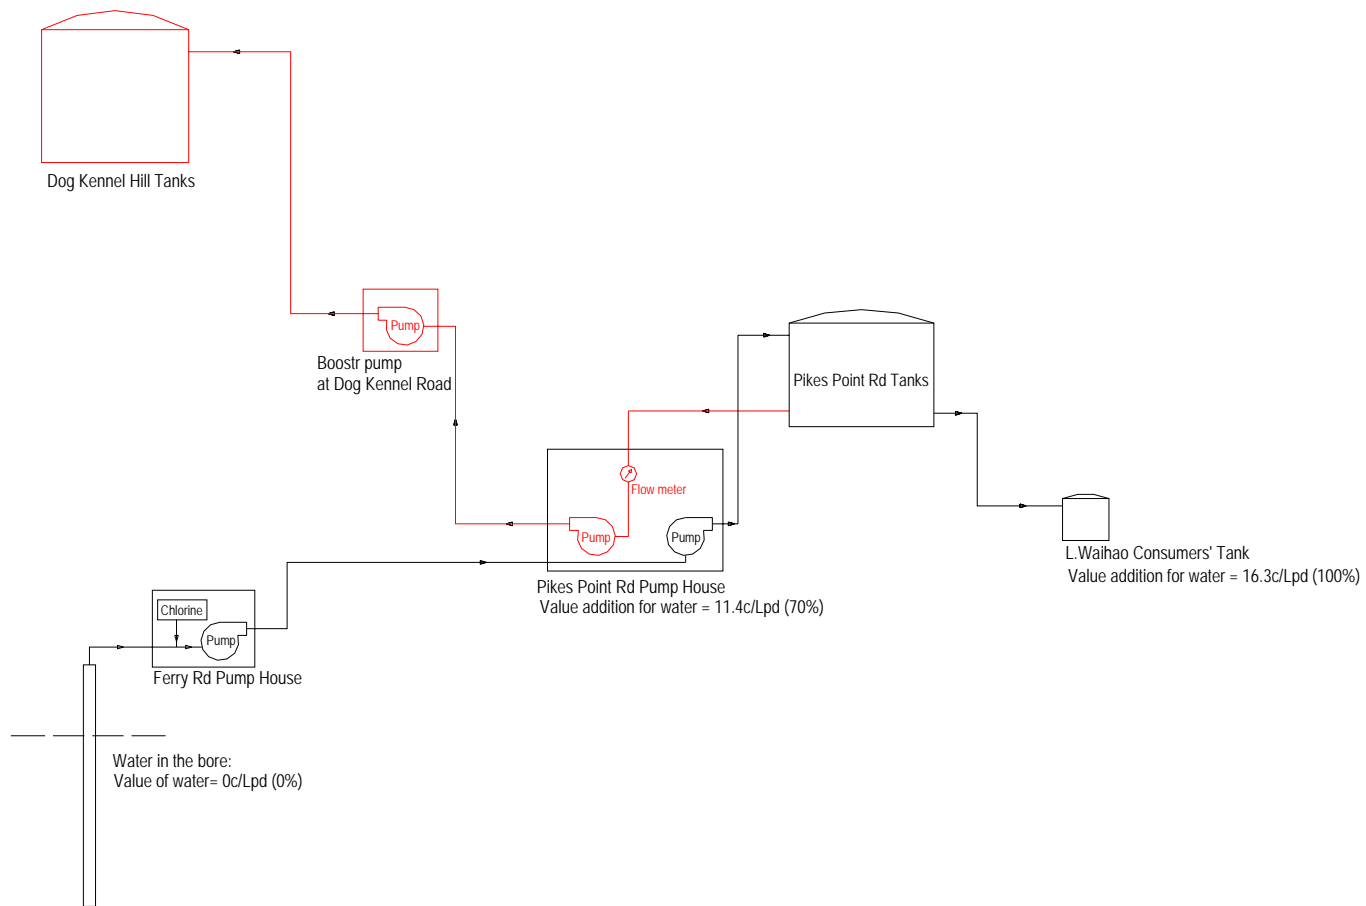 Dog Kennel Hill Tanks
Pump
Boostr pump
at Dog Kennel Road
Pikes Point Rd Tanks
Flow meter
Pump
Pump
L.Waihao Consumers' Tank
Value addition for water = 16.3c/Lpd (100%)
Pikes Point Rd Pump House
Value addition for water = 11.4c/Lpd (70%)
Chlorine
Pump
Ferry Rd Pump House
Water in the bore:
Value of water= 0c/Lpd (0%)